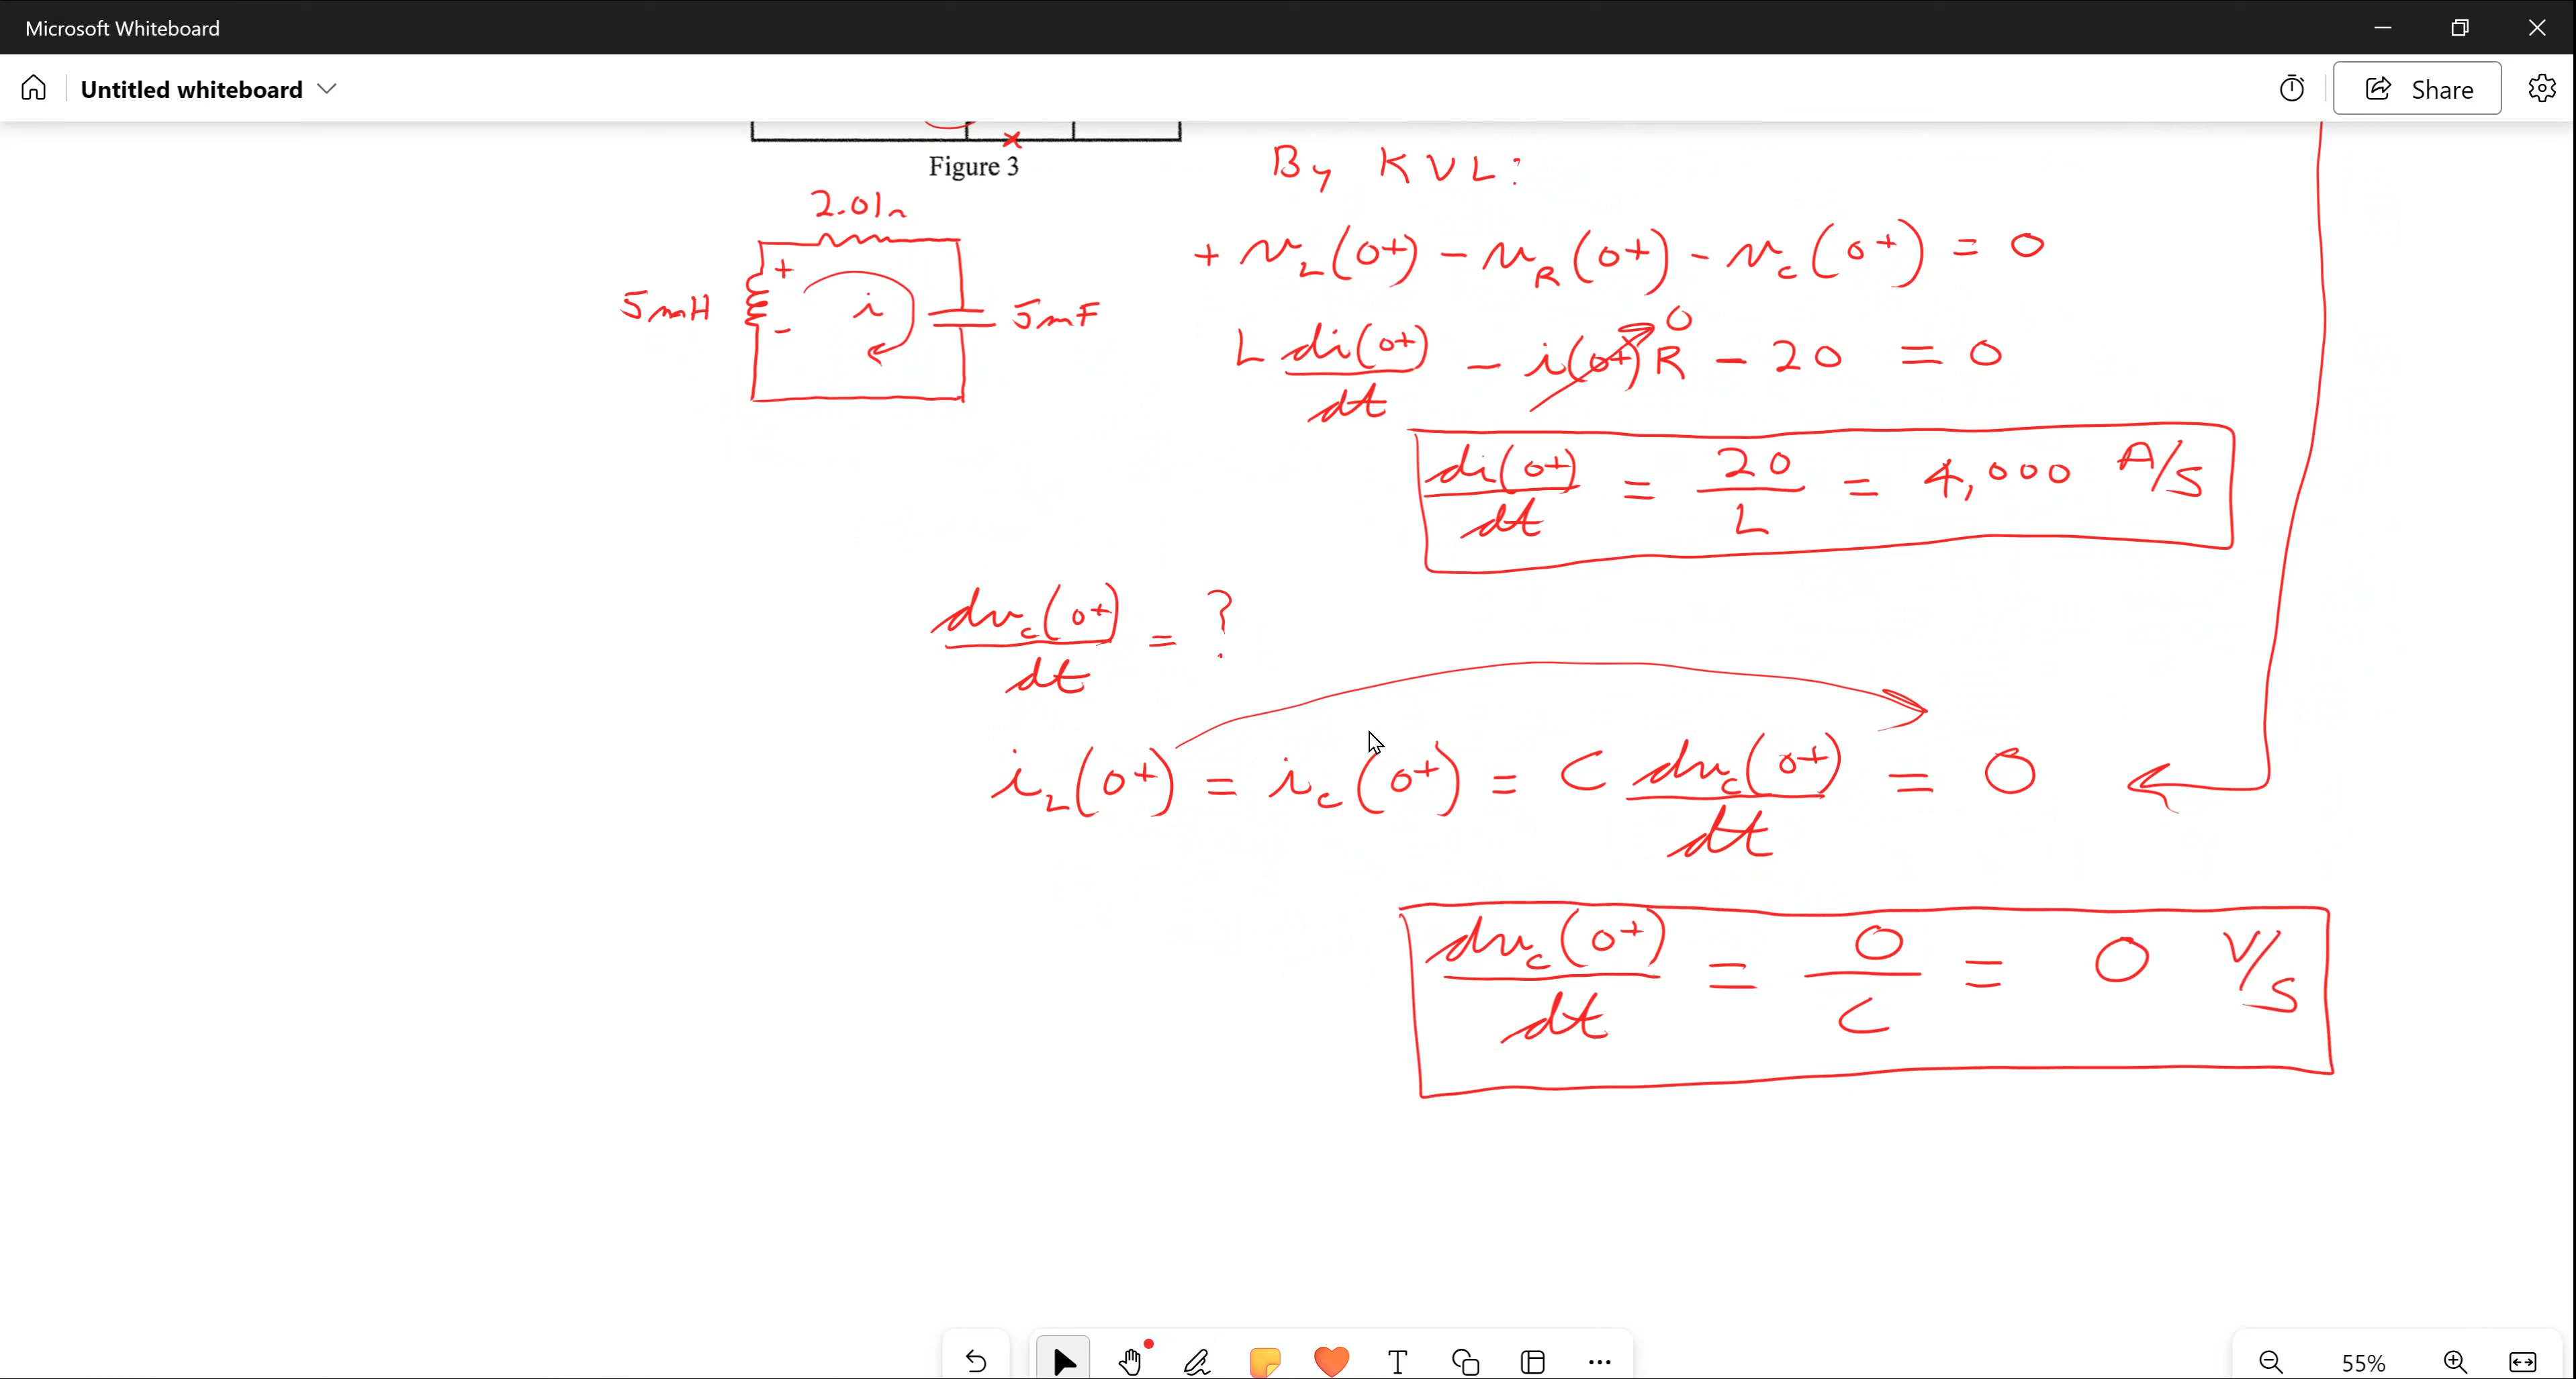 Microsoft Whiteboard
Untitled whiteboard
Share
Figure 3
By KVL:
2.01Ω
+ v_L(0+) - v_R(0+) - v_c(0+) = 0
5mH
+
-
i
5mF
L di(0+)/dt - i(0+)R - 20 = 0
0
di(0+)/dt = 20/L = 4,000 A/s
dv_c(0+)/dt = ?
i_L(0+) = i_c(0+) = C dv_c(0+)/dt = 0
dv_c(0+)/dt = 0/C = 0 V/s
T
55%